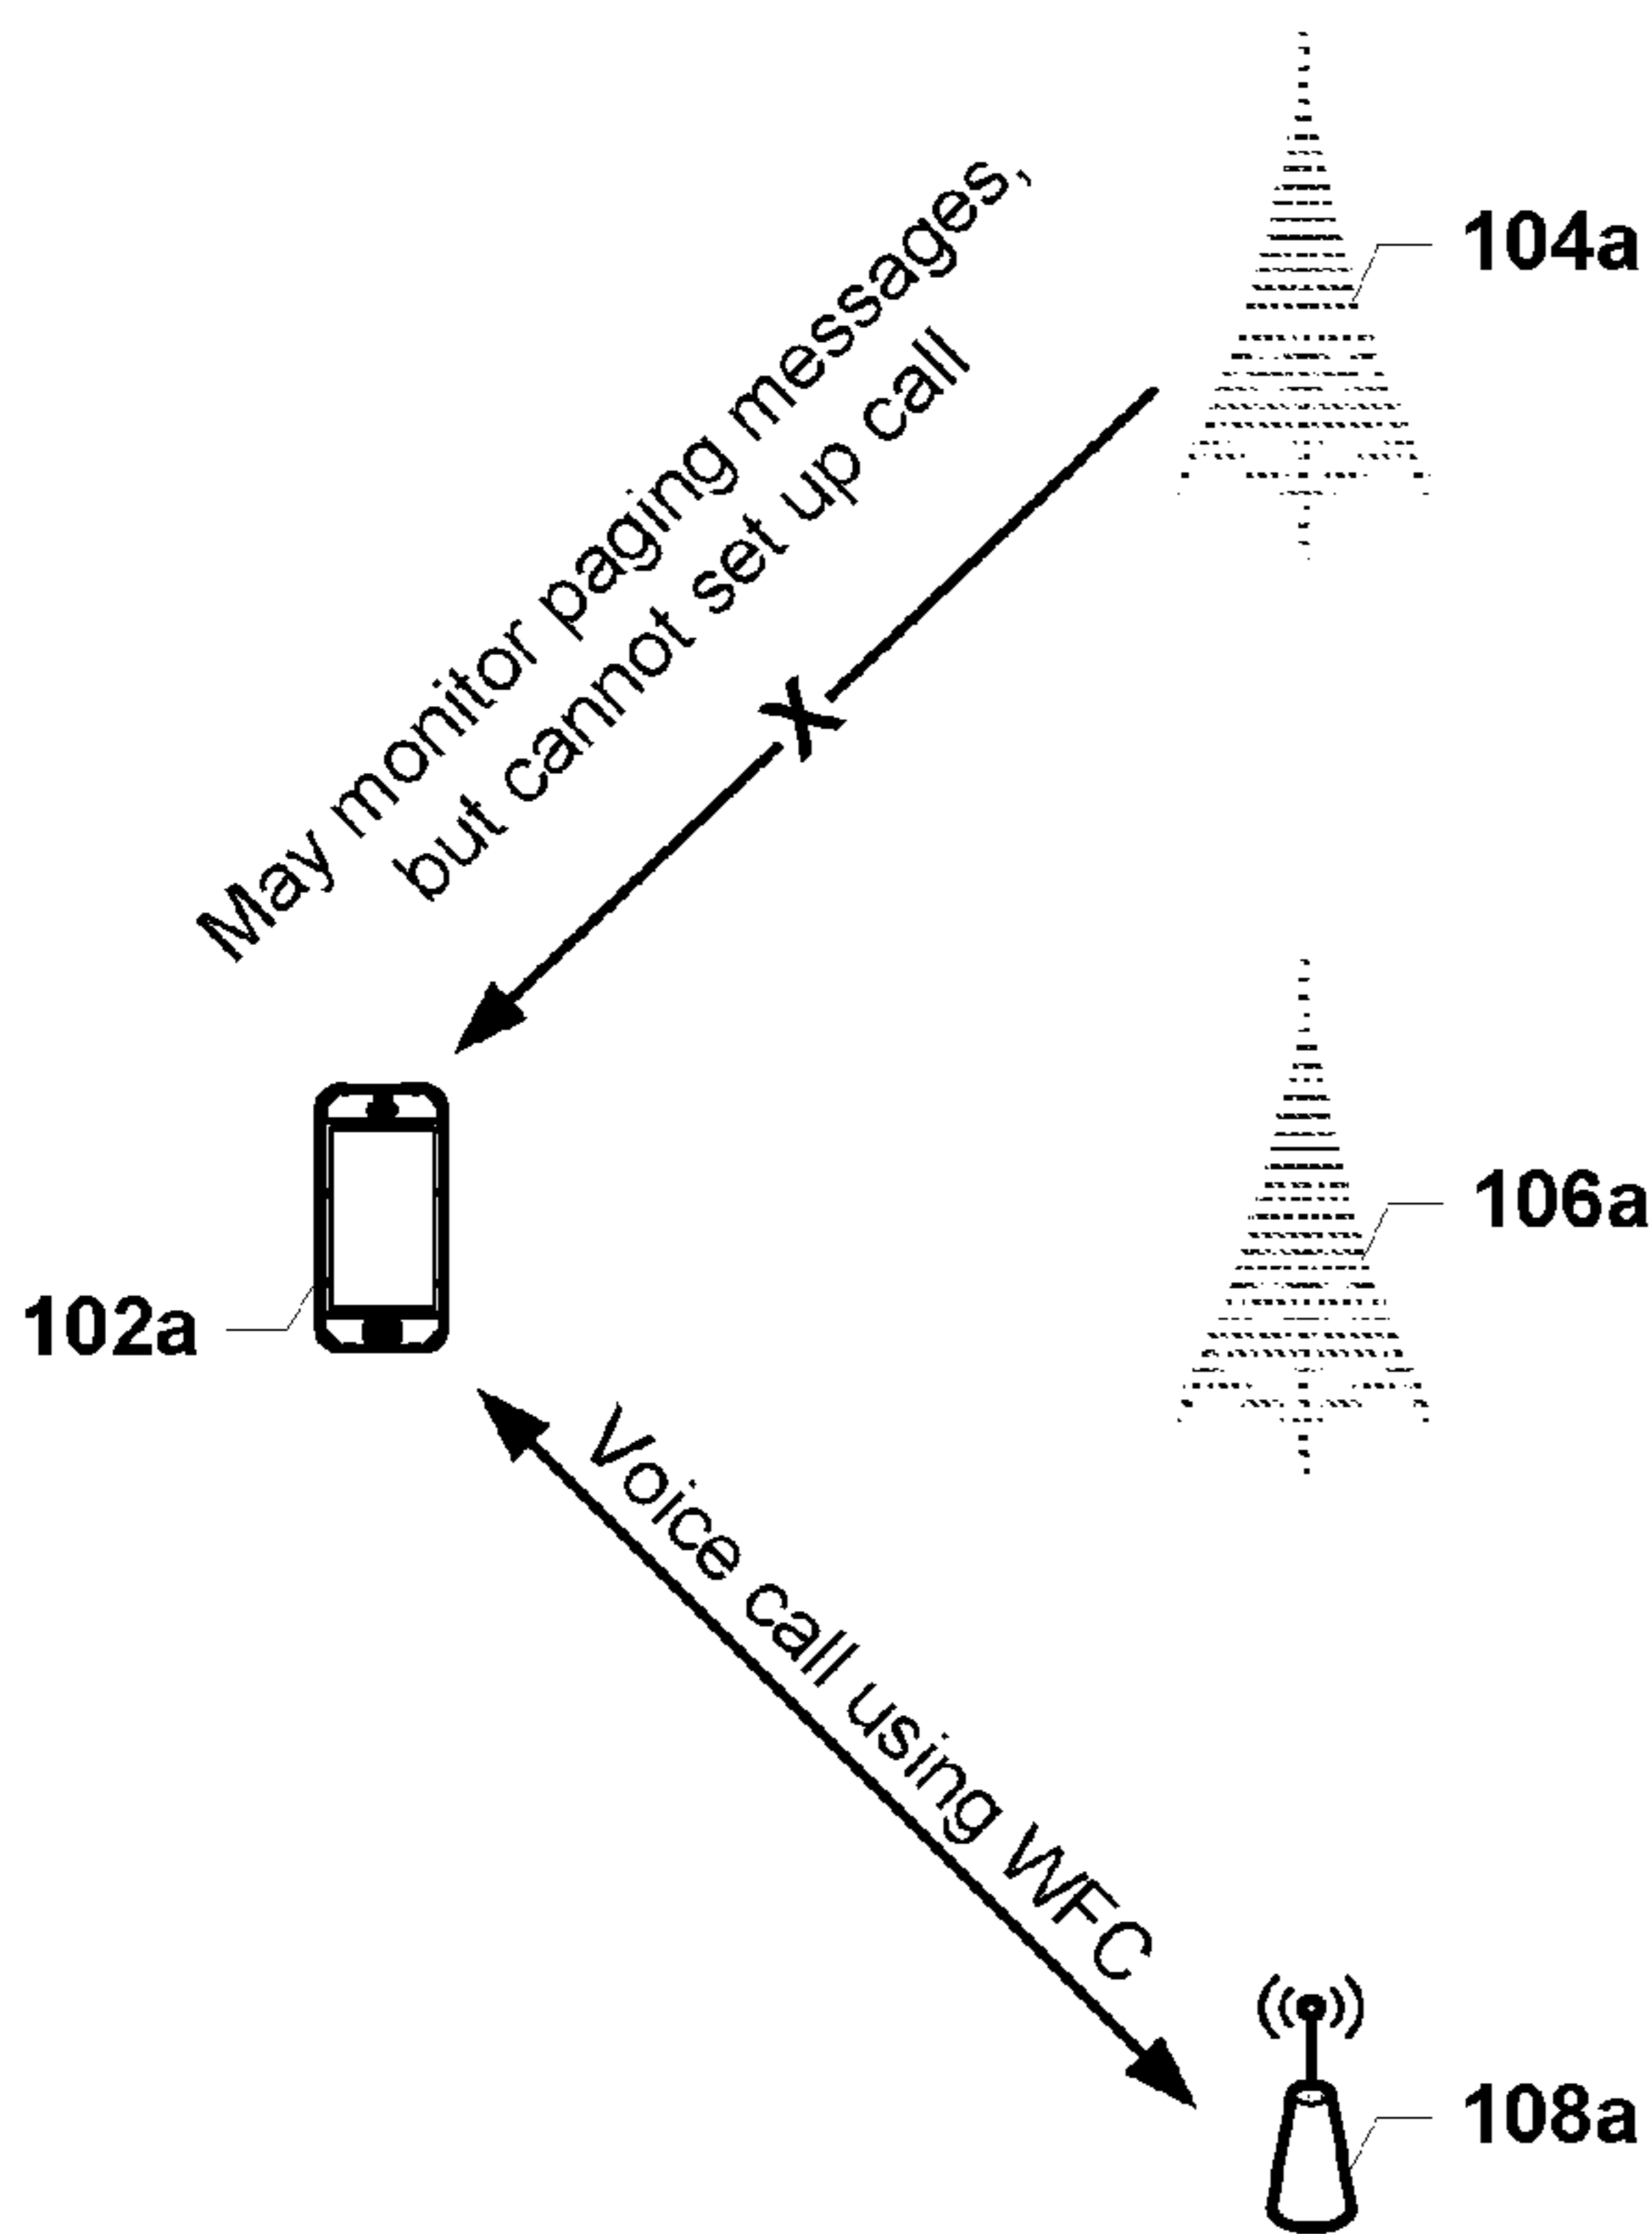 104a
May monitor paging messages,
but cannot set up call
106a
102a
Voice call using WFC
108a